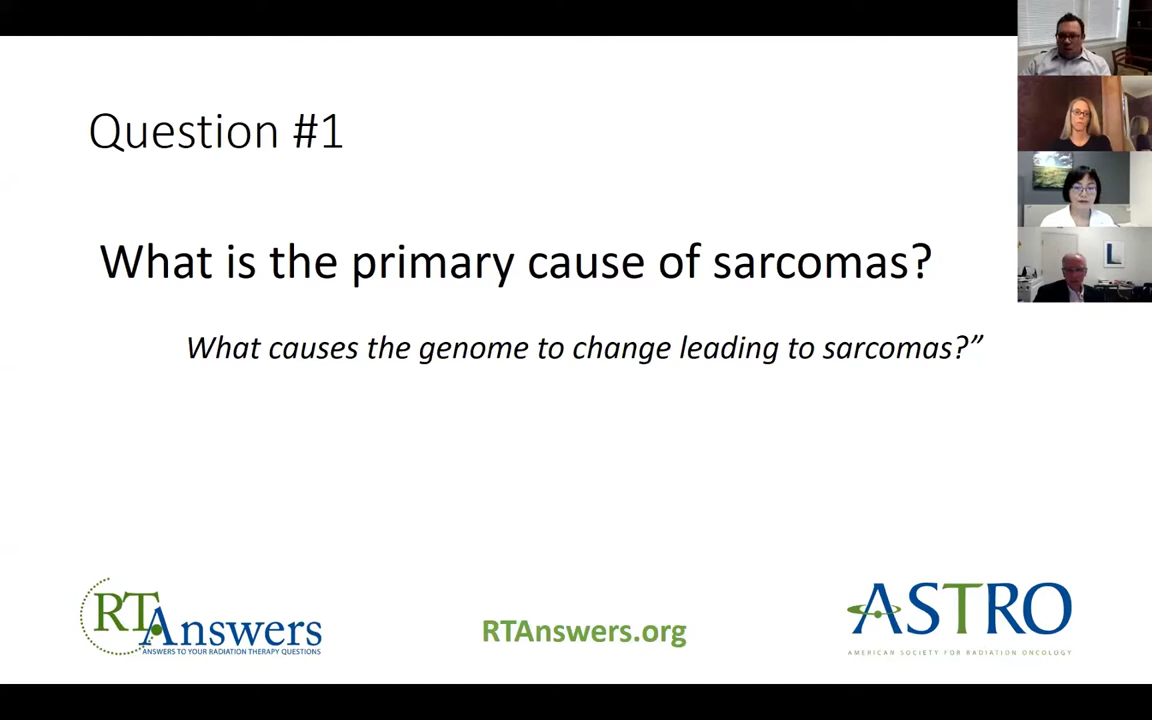 Question #1
What is the primary cause of sarcomas?
What causes the genome to change leading to sarcomas?”
RTAnswers
ANSWERS TO YOUR RADIATION THERAPY QUESTIONS
RTAnswers.org
ASTRO
AMERICAN SOCIETY FOR RADIATION ONCOLOGY